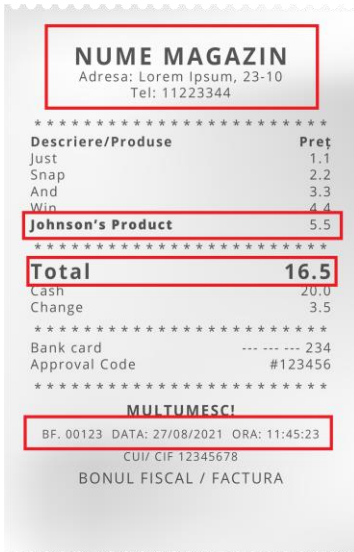 NUME MAGAZIN
Adresa: Lorem Ipsum, 23-10
Tel: 11223344
* * * * * * * * * * * * * * * * * * * * * * * *
Descriere/Produse Preț
Just 1.1
Snap 2.2
And 3.3
Win 4.4
Johnson's Product 5.5
* * * * * * * * * * * * * * * * * * * * * * * *
Total 16.5
Cash 20.0
Change 3.5
* * * * * * * * * * * * * * * * * * * * * * * *
Bank card --- --- --- 234
Approval Code #123456
* * * * * * * * * * * * * * * * * * * * * * * *
MULTUMESC!
BF. 00123 DATA: 27/08/2021 ORA: 11:45:23
CUI/ CIF 12345678
BONUL FISCAL / FACTURA